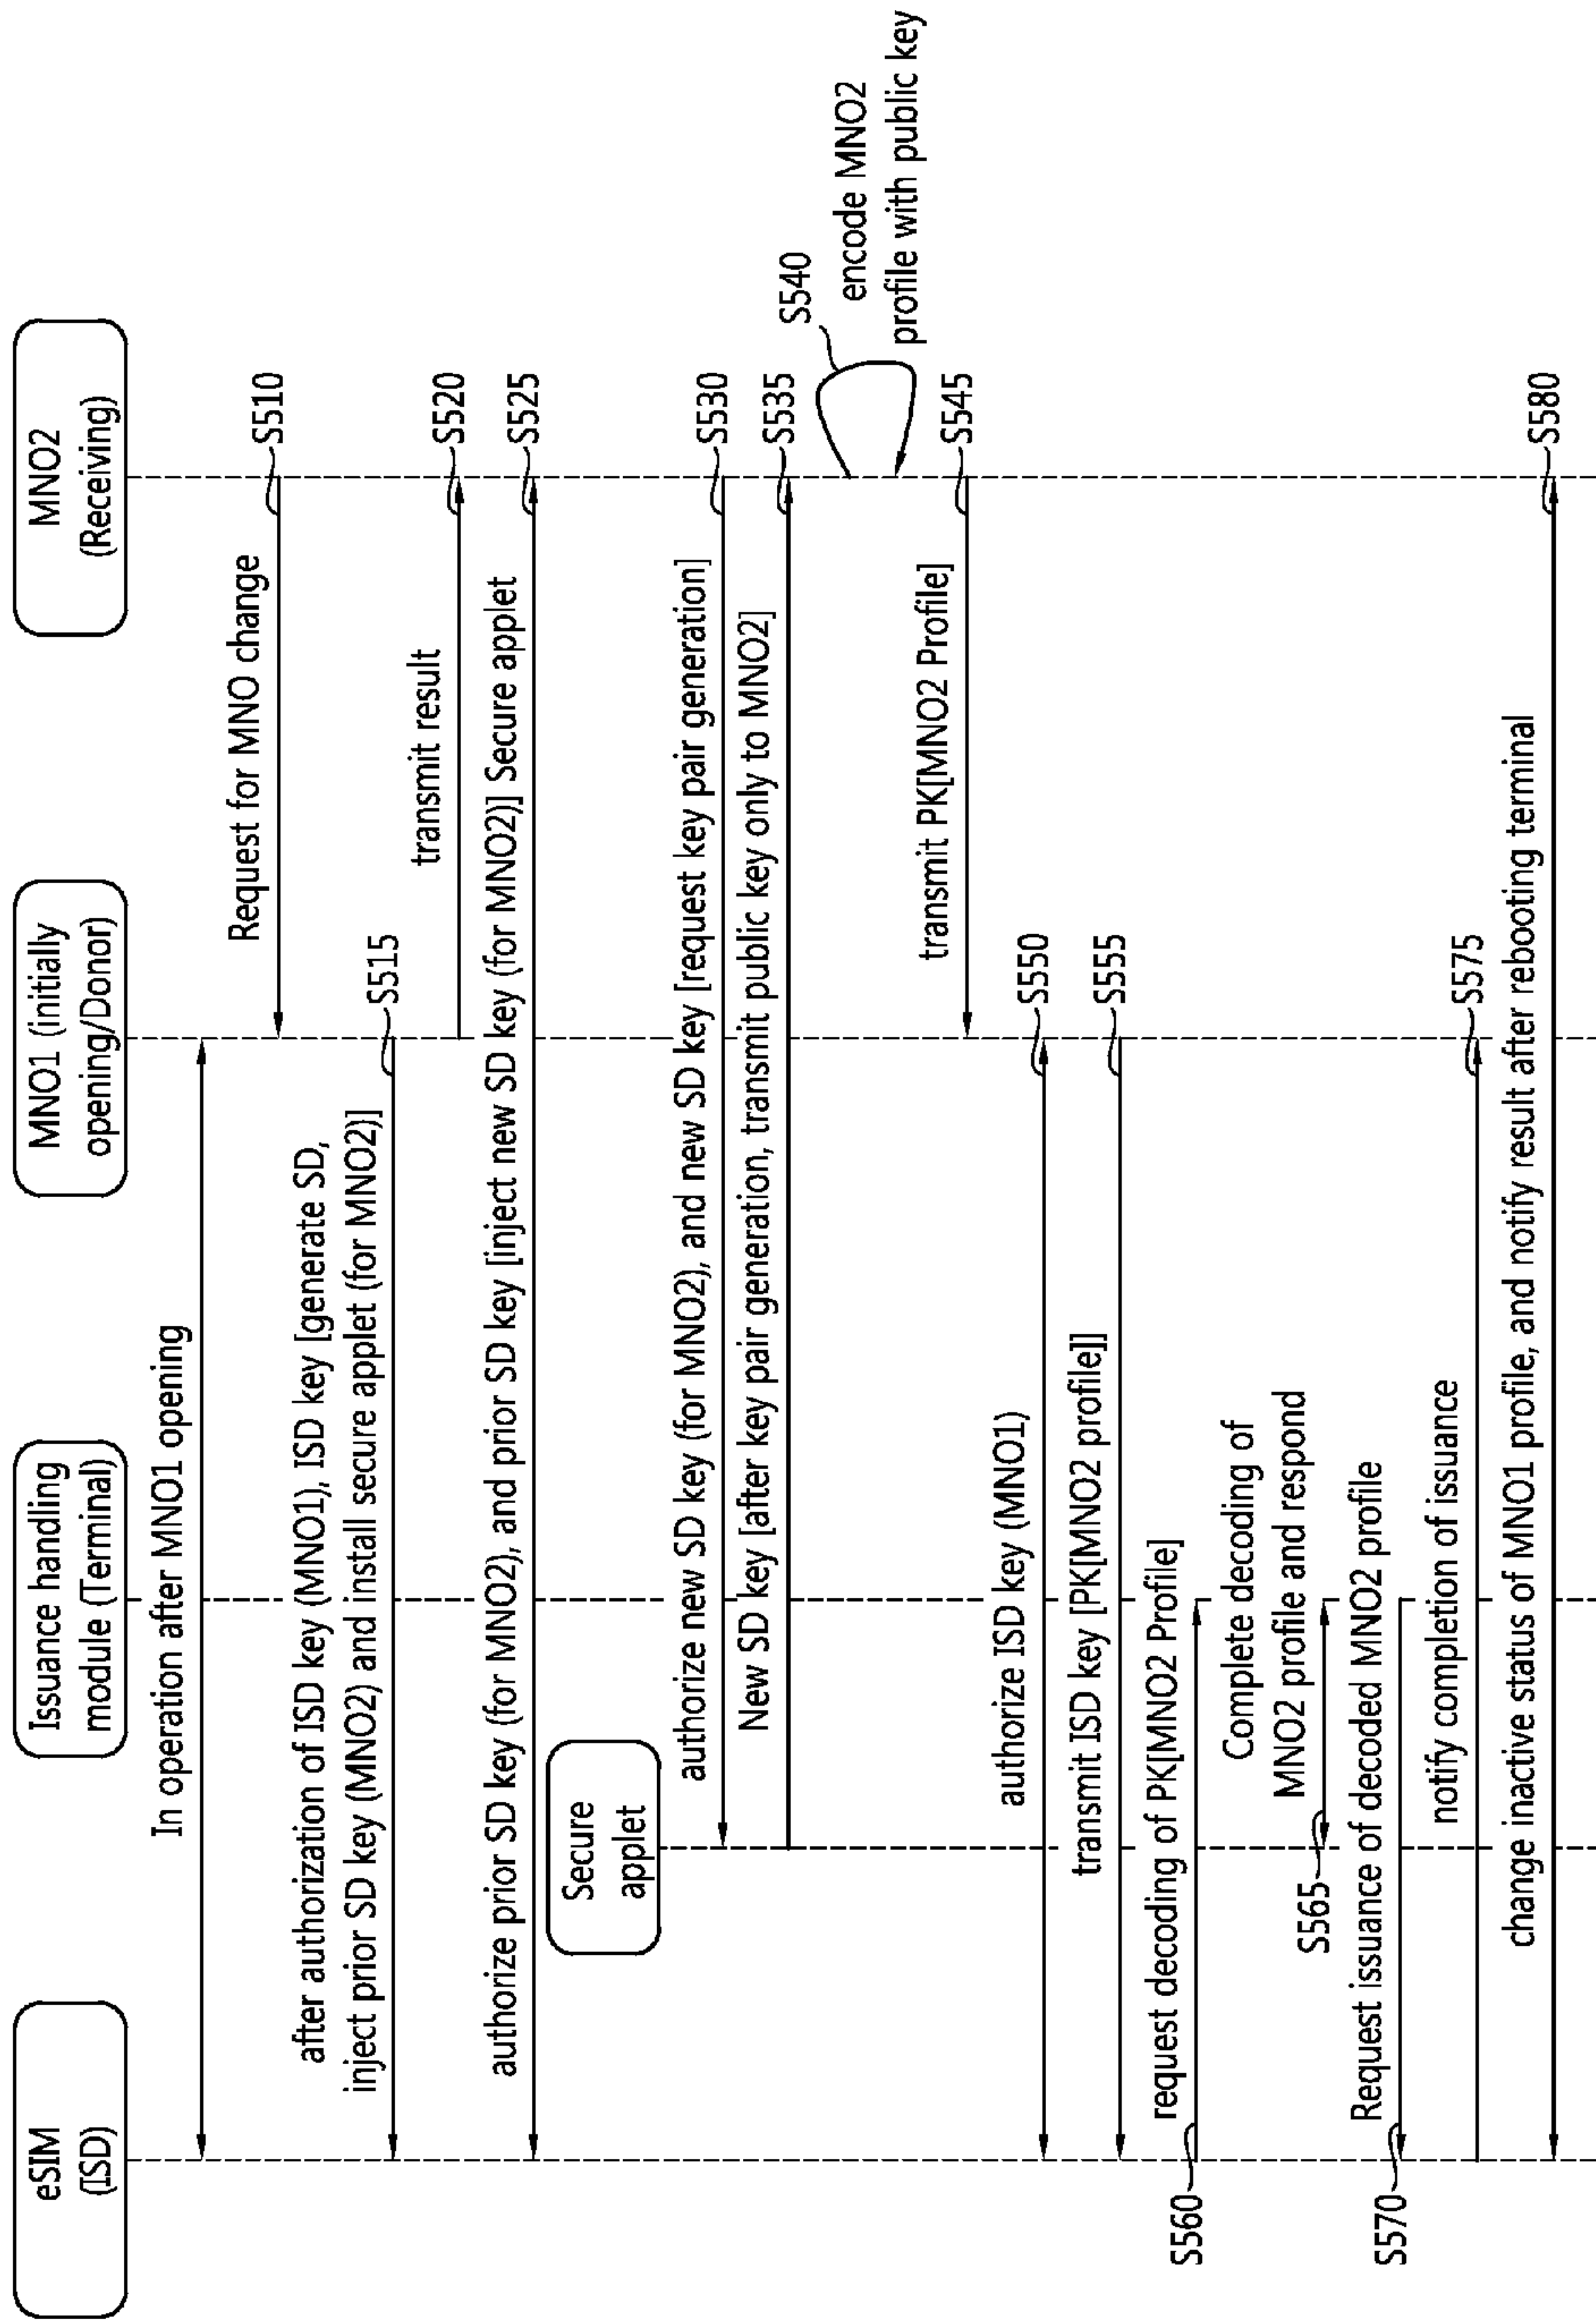 eSIM
(ISD)
Issuance handling
module (Terminal)
MNO1 (initially
opening/Donor)
MNO2
(Receiving)
In operation after MNO1 opening
Request for MNO change
S510
after authorization of ISD key (MNO1), ISD key [generate SD,
inject prior SD key (MNO2) and install secure applet (for MNO2)]
S515
transmit result
S520
authorize prior SD key (for MNO2), and prior SD key [inject new SD key (for MNO2)] Secure applet
S525
Secure
applet
authorize new SD key (for MNO2), and new SD key [request key pair generation]
S530
New SD key [after key pair generation, transmit public key only to MNO2]
S535
S540
encode MNO2
profile with public key
transmit PK[MNO2 Profile]
S545
authorize ISD key (MNO1)
S550
transmit ISD key [PK[MNO2 profile]]
S555
request decoding of PK[MNO2 Profile]
S560
Complete decoding of
MNO2 profile and respond
S565
Request issuance of decoded MNO2 profile
S570
notify completion of issuance
S575
change inactive status of MNO1 profile, and notify result after rebooting terminal
S580